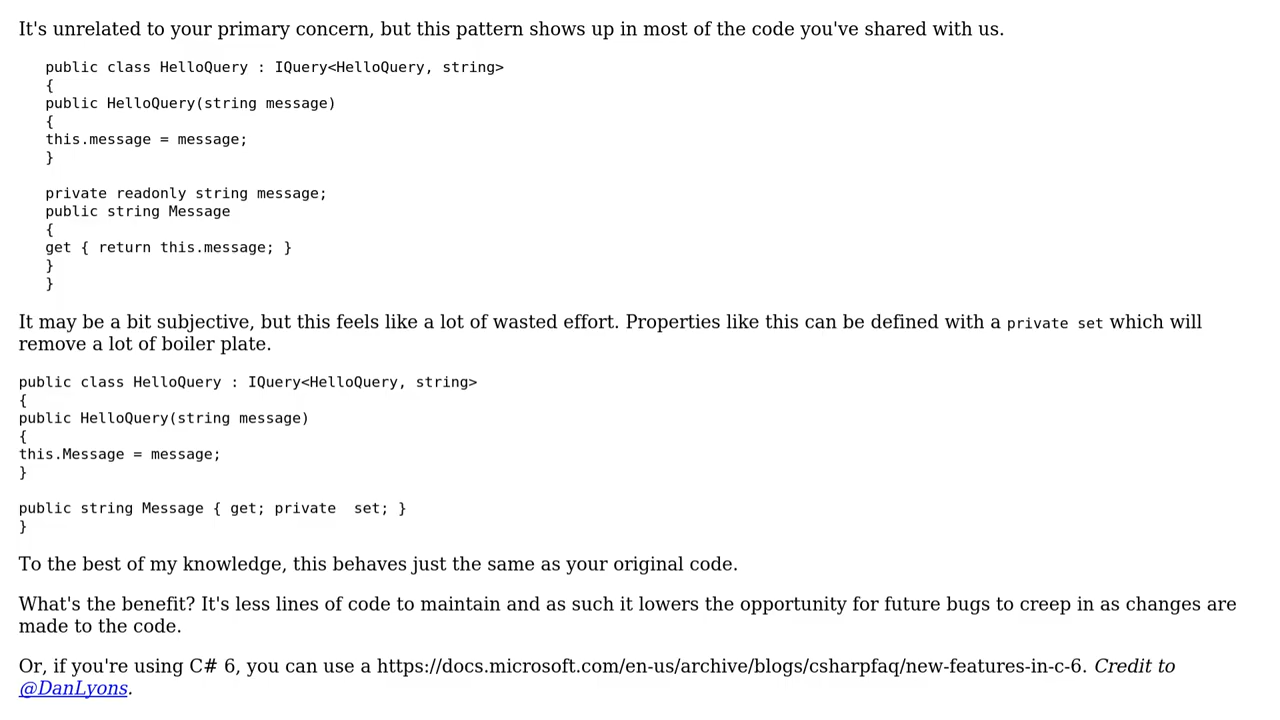 It's unrelated to your primary concern, but this pattern shows up in most of the code you've shared with us.
public class HelloQuery : IQuery<HelloQuery, string>
{
public HelloQuery(string message)
{
this.message = message;
}
private readonly string message;
public string Message
{
get { return this.message; }
}
}
It may be a bit subjective, but this feels like a lot of wasted effort. Properties like this can be defined with a private set which will
remove a lot of boiler plate.
public class HelloQuery : IQuery<HelloQuery, string>
{
public HelloQuery(string message)
{
this.Message = message;
}
public string Message { get; private  set; }
}
To the best of my knowledge, this behaves just the same as your original code.
What's the benefit? It's less lines of code to maintain and as such it lowers the opportunity for future bugs to creep in as changes are
made to the code.
Or, if you're using C# 6, you can use a https://docs.microsoft.com/en-us/archive/blogs/csharpfaq/new-features-in-c-6. Credit to
@DanLyons.